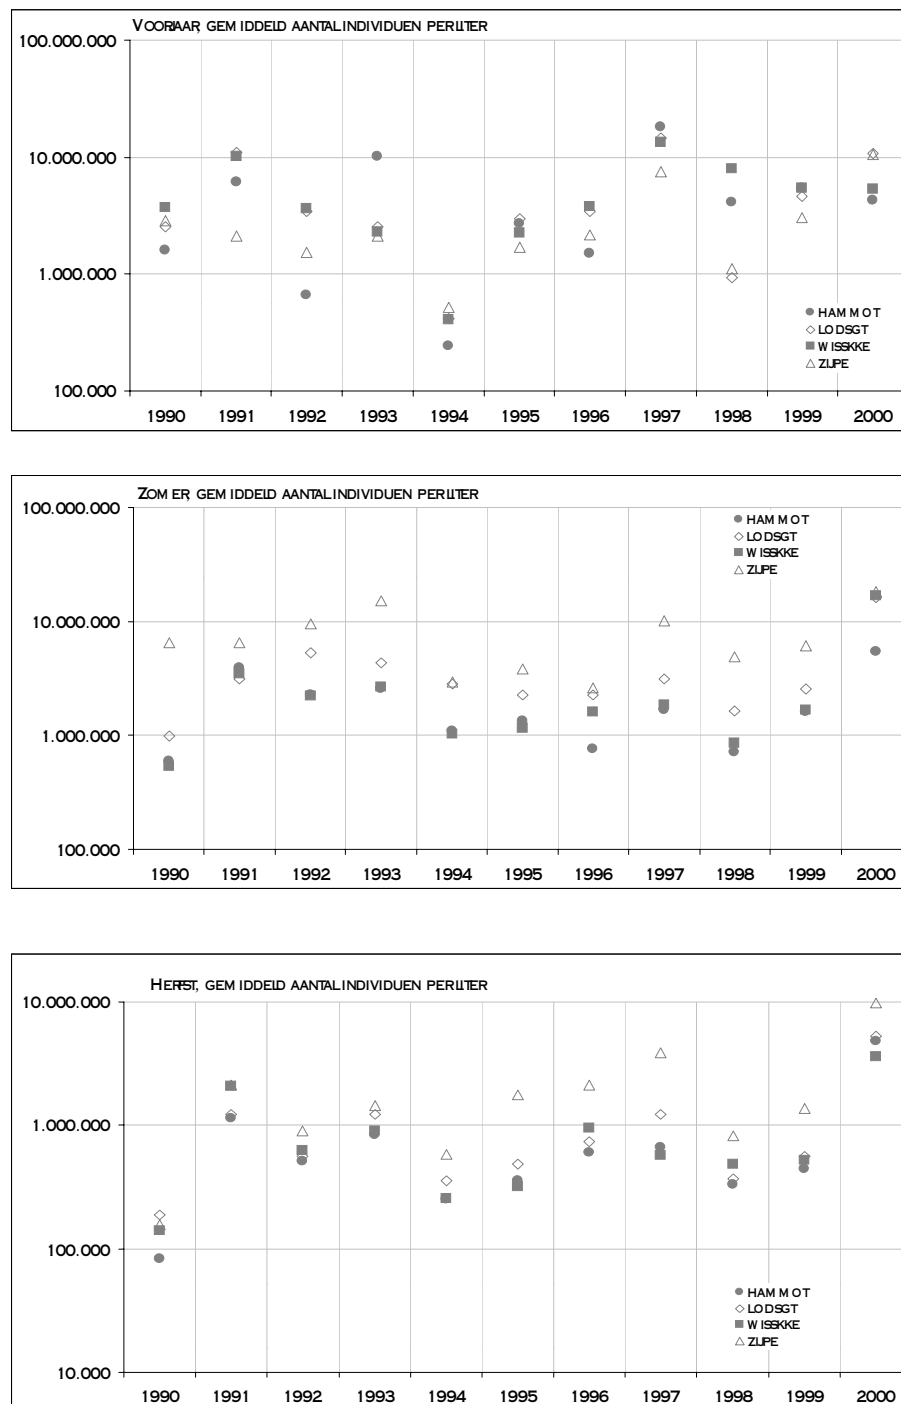 VOORJAAR, GEMIDDELD AANTAL INDIVIDUEN PER LITER
100.000.000
10.000.000
1.000.000
100.000
HAMMOT
LODSGT
WISSKKE
ZIJPE
1990 1991 1992 1993 1994 1995 1996 1997 1998 1999 2000
ZOMER, GEMIDDELD AANTAL INDIVIDUEN PER LITER
100.000.000
10.000.000
1.000.000
100.000
HAMMOT
LODSGT
WISSKKE
ZIJPE
1990 1991 1992 1993 1994 1995 1996 1997 1998 1999 2000
HERFST, GEMIDDELD AANTAL INDIVIDUEN PER LITER
10.000.000
1.000.000
100.000
10.000
HAMMOT
LODSGT
WISSKKE
ZIJPE
1990 1991 1992 1993 1994 1995 1996 1997 1998 1999 2000